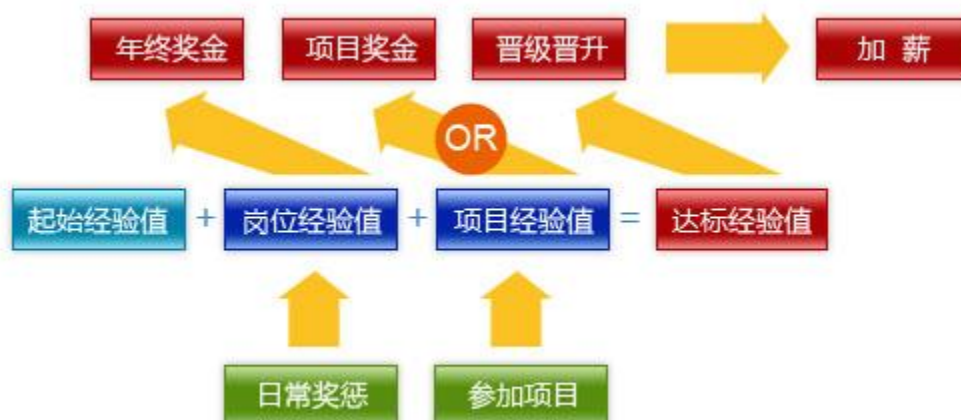 年终奖金 项目奖金 晋级晋升 加 薪
OR
起始经验值 + 岗位经验值 + 项目经验值 = 达标经验值
日常奖惩 参加项目